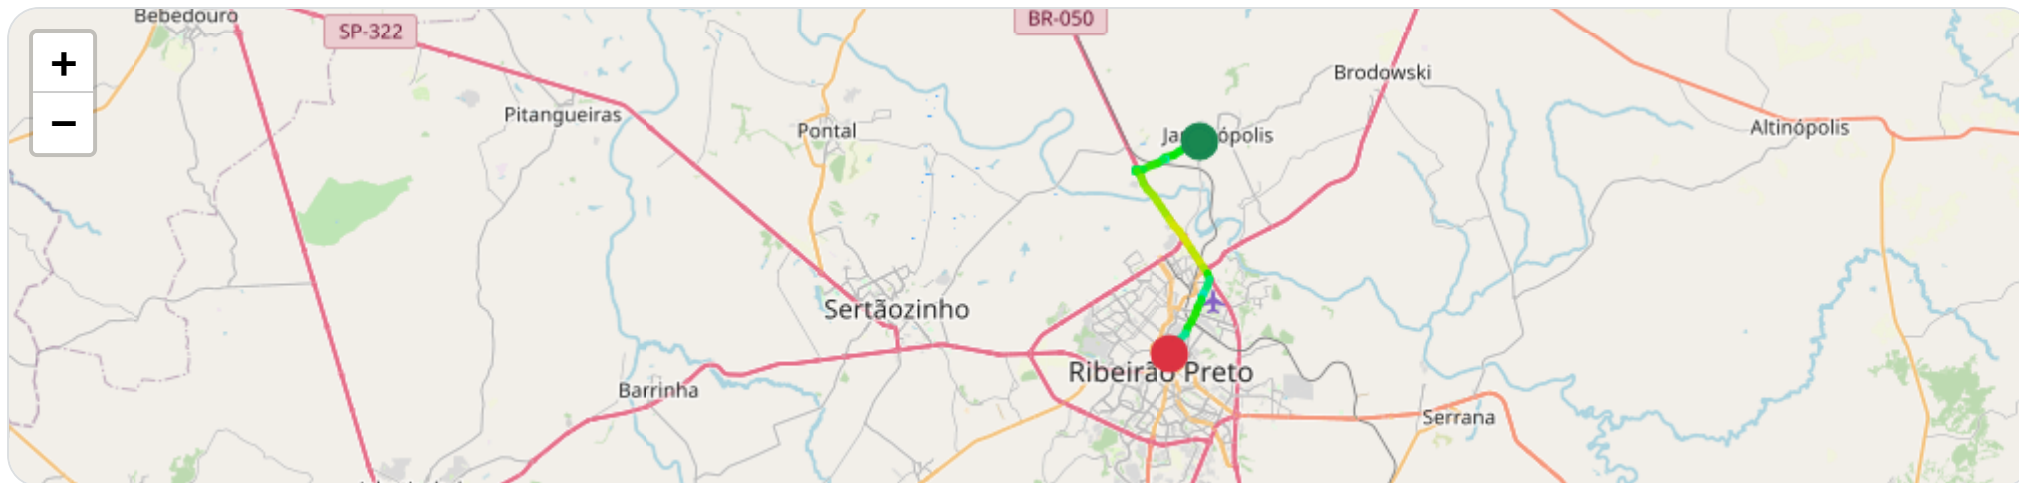 Bebedouro
SP-322
BR-050
+
−
Pitangueiras
Pontal
Brodowski
Altinópolis
Sertãozinho
Ribeirão Preto
Barrinha
Serrana